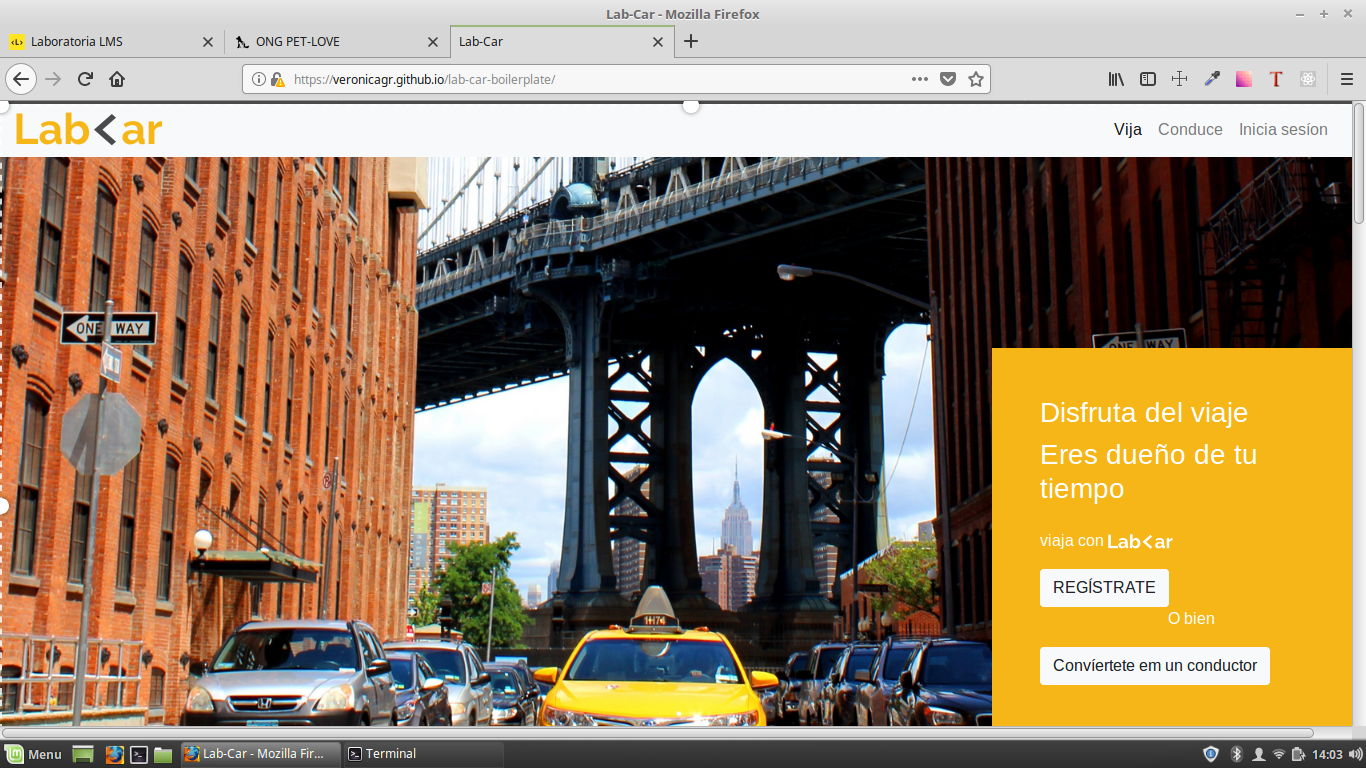 Lab-Car - Mozilla Firefox
Laboratoria LMS
ONG PET-LOVE
Lab-Car
https://veronicagr.github.io/lab-car-boilerplate/
Lab<ar
Vija
Conduce
Inicia sesíon
ONE WAY
ONE WAY
Disfruta del viaje
Eres dueño de tu
tiempo
viaja con Lab<ar
REGÍSTRATE
O bien
Convíertete em un conductor
Menu
Lab-Car - Mozilla Fir...
Terminal
14:03